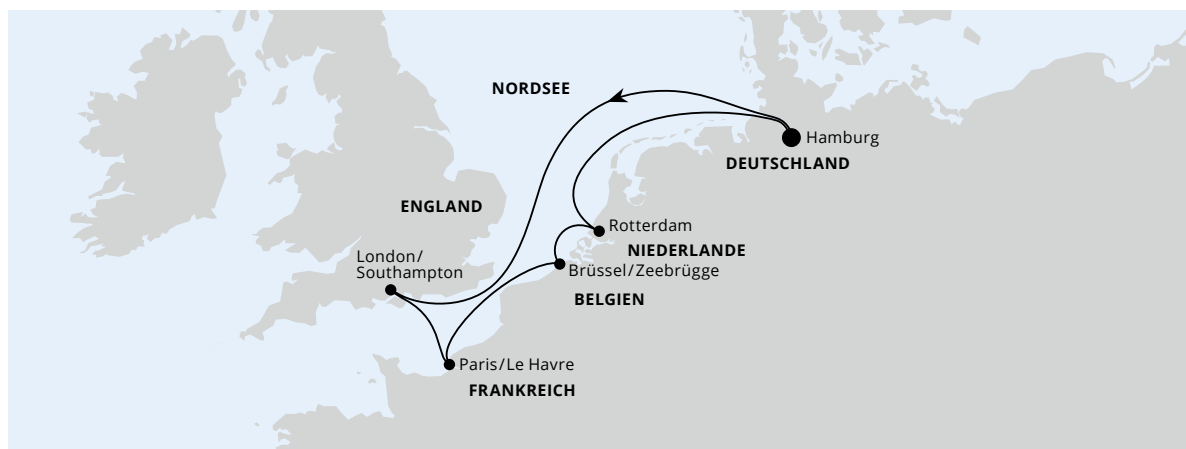 NORDSEE
Hamburg
DEUTSCHLAND
ENGLAND
Rotterdam
NIEDERLANDE
London/
Southampton
Brüssel/Zeebrügge
BELGIEN
Paris/Le Havre
FRANKREICH